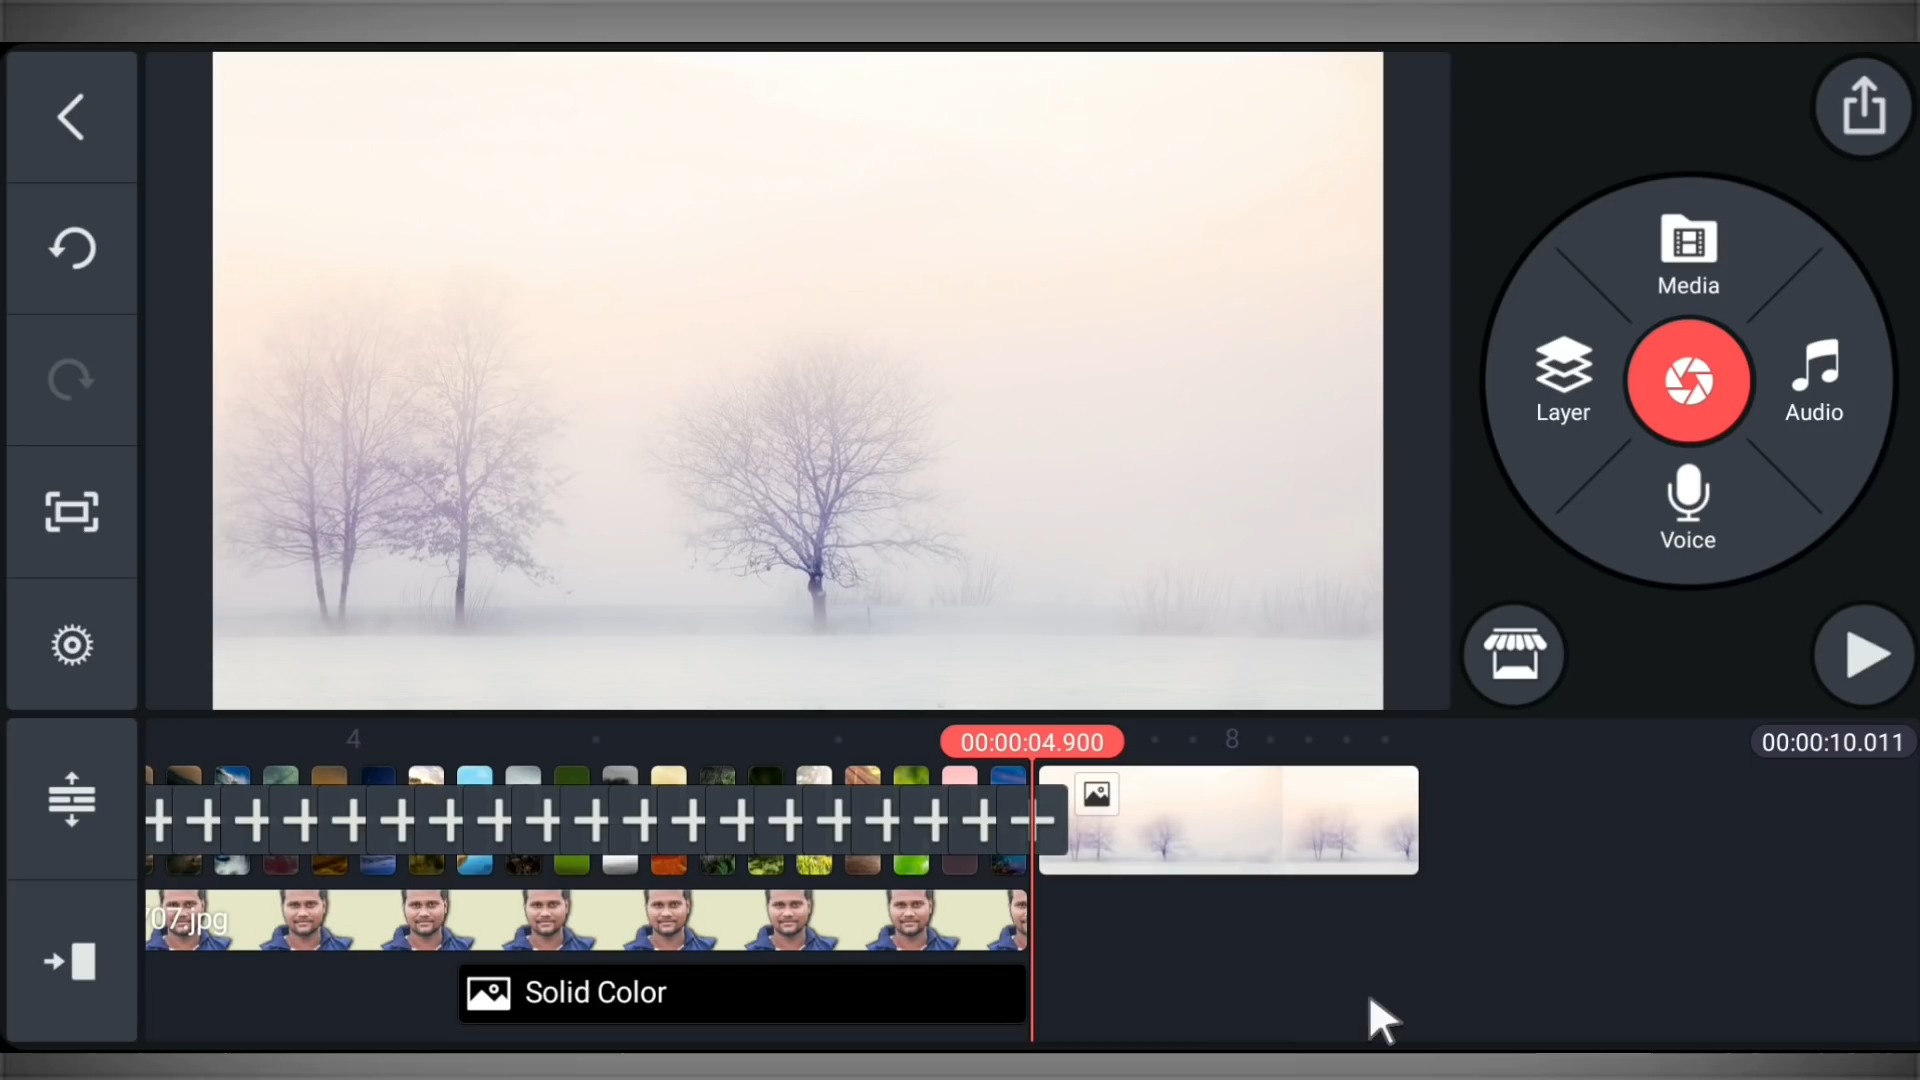 Media
Layer
Audio
Voice
4
00:00:04.900
8
00:00:10.011
07.jpg
Solid Color